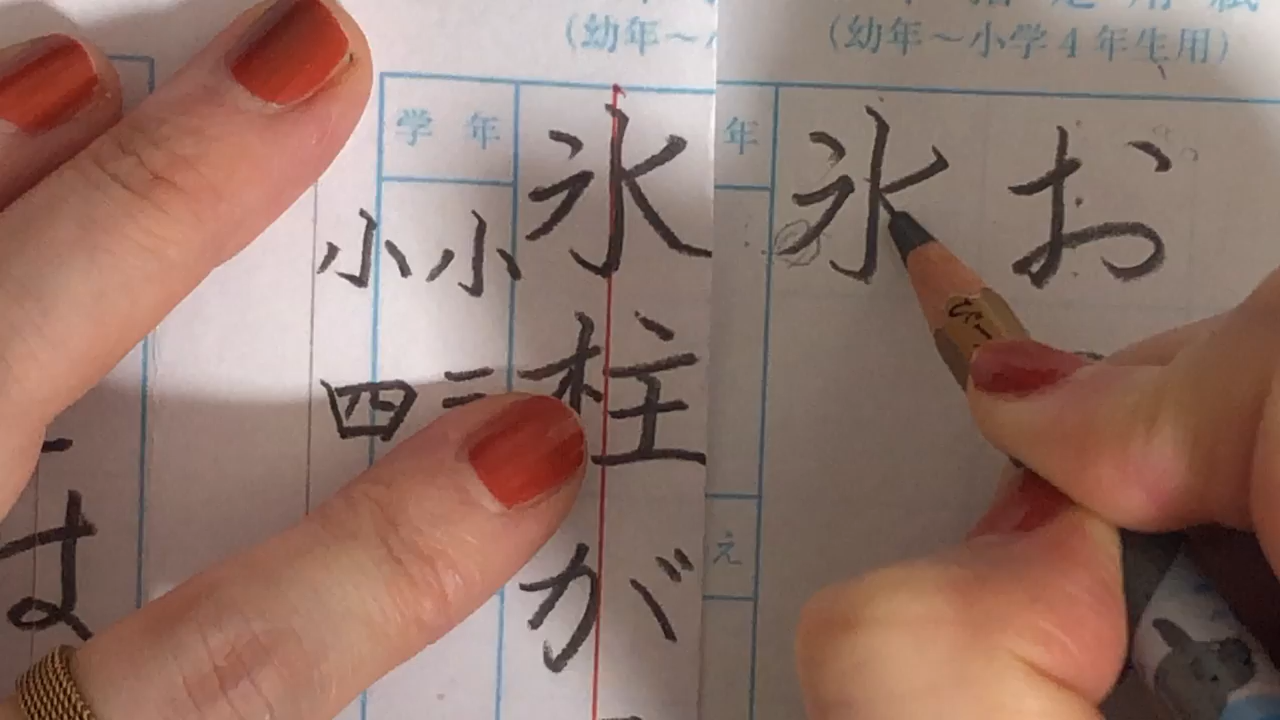 (幼年～小学4年生用)
お
氷
(幼年～
氷柱が
学年
小三
小四
は
年
え